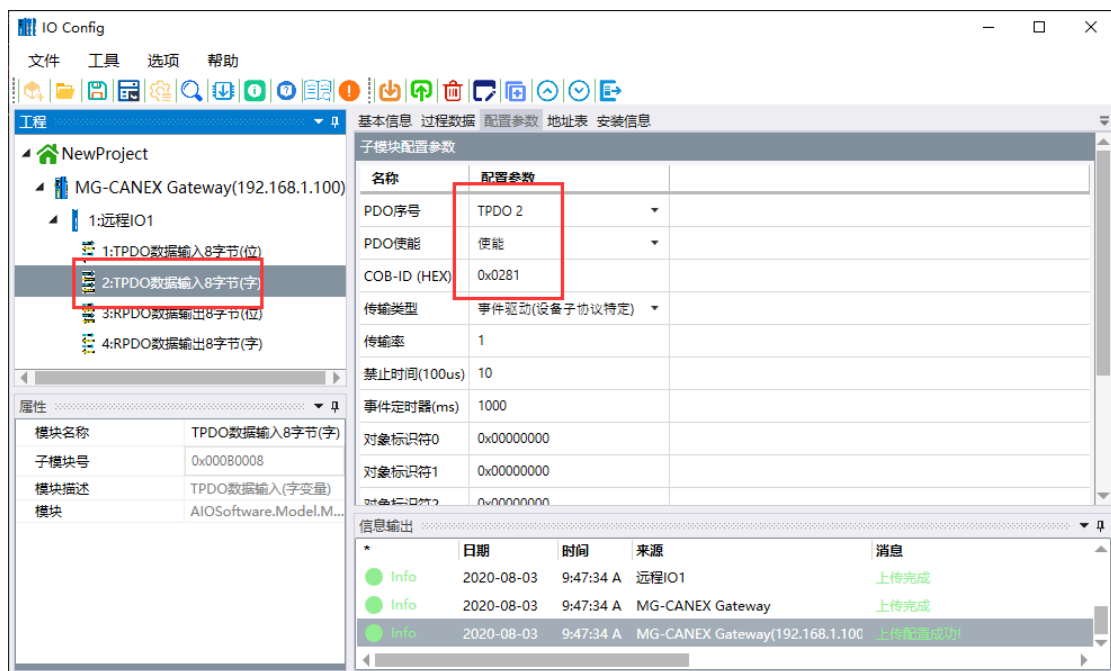 IO Config
文件 工具 选项 帮助
工程
NewProject
MG-CANEX Gateway(192.168.1.100)
1:远程IO1
1:TPDO数据输入8字节(位)
2:TPDO数据输入8字节(字)
3:RPDO数据输出8字节(位)
4:RPDO数据输出8字节(字)
属性
模块名称 TPDO数据输入8字节(字)
子模块号 0x000B0008
模块描述 TPDO数据输入(字变量)
模块 AIOSoftware.Model.M...
基本信息 过程数据 配置参数 地址表 安装信息
子模块配置参数
名称 配置参数
PDO序号 TPDO 2
PDO使能 使能
COB-ID (HEX) 0x0281
传输类型 事件驱动(设备子协议特定)
传输率 1
禁止时间(100us) 10
事件定时器(ms) 1000
对象标识符0 0x00000000
对象标识符1 0x00000000
对象标识符2 0x00000000
信息输出
* 日期 时间 来源 消息
Info 2020-08-03 9:47:34 A 远程IO1 上传完成
Info 2020-08-03 9:47:34 A MG-CANEX Gateway 上传完成
Info 2020-08-03 9:47:34 A MG-CANEX Gateway(192.168.1.100 上传配置成功!